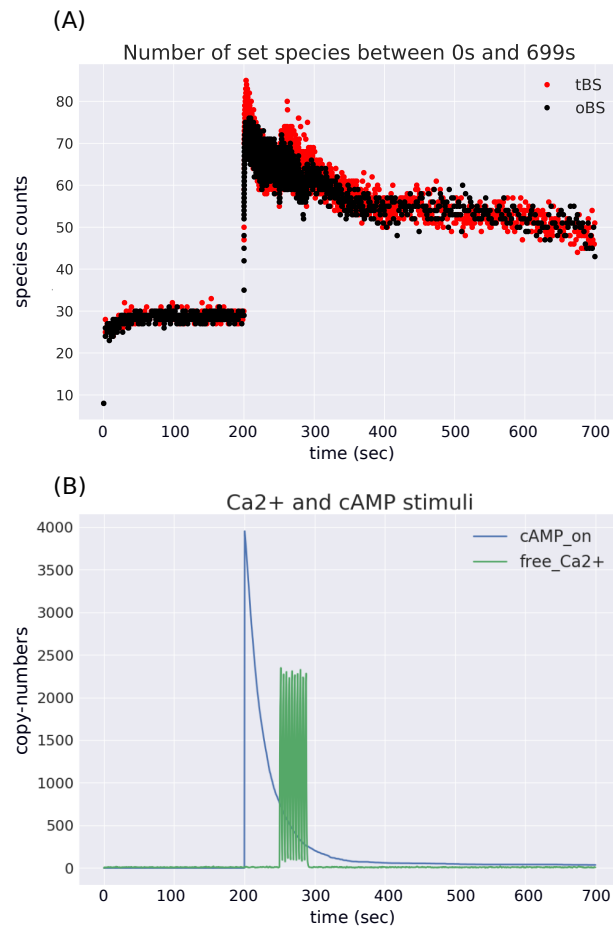 (A)
Number of set species between 0s and 699s
tBS
oBS
80
70
60
50
40
30
20
10
species counts
0 100 200 300 400 500 600 700
time (sec)
(B)
Ca2+ and cAMP stimuli
cAMP_on
free_Ca2+
4000
3500
3000
2500
2000
1500
1000
500
0
copy-numbers
0 100 200 300 400 500 600 700
time (sec)